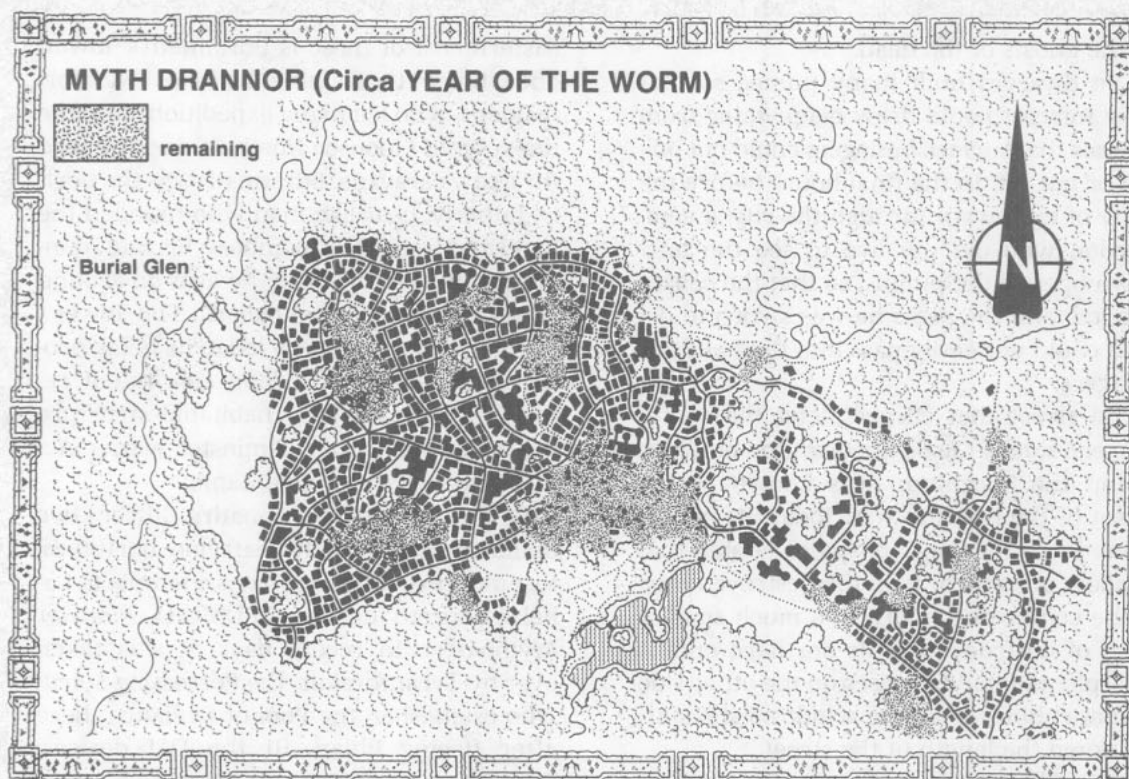 MYTH DRANNOR (Circa YEAR OF THE WORM)
remaining
Burial Glen
N